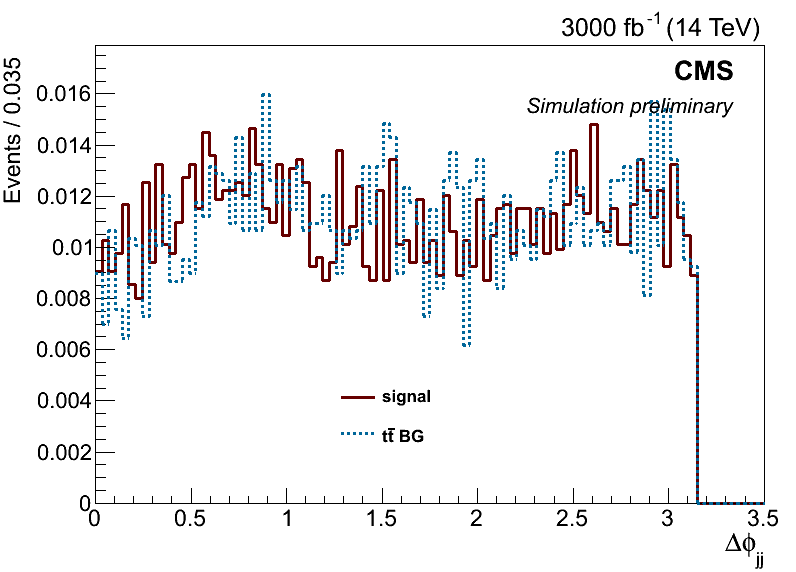 3000 fb⁻¹ (14 TeV)
CMS
Simulation preliminary
Events / 0.035
0.016
0.014
0.012
0.01
0.008
0.006
0.004
0.002
0
signal
tt̄ BG
0 0.5 1 1.5 2 2.5 3 3.5
Δϕjj